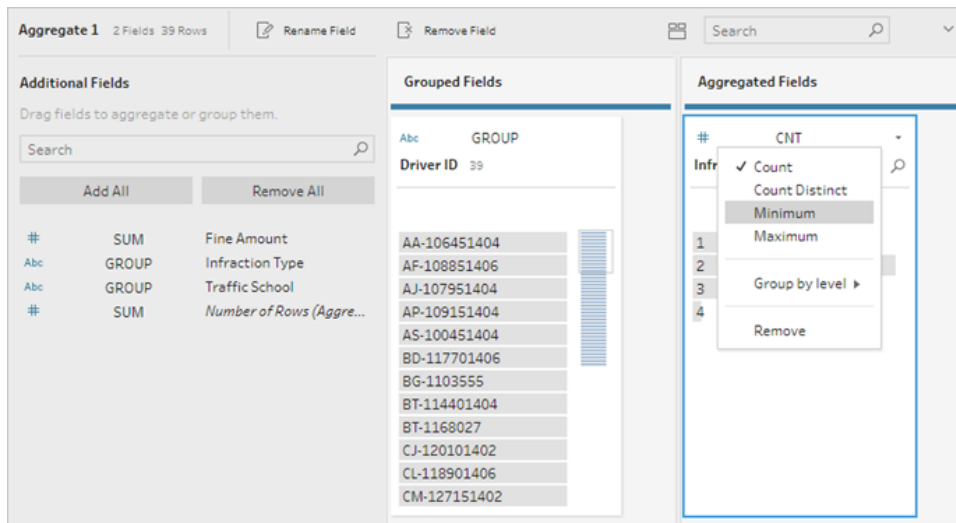 Aggregate 1 2 Fields 39 Rows Rename Field Remove Field Search
Additional Fields
Drag fields to aggregate or group them.
Search
Add All Remove All
# SUM Fine Amount
Abc GROUP Infraction Type
Abc GROUP Traffic School
# SUM Number of Rows (Aggre...
Grouped Fields
Abc GROUP
Driver ID 39
AA-106451404
AF-108851406
AJ-107951404
AP-109151404
AS-100451404
BD-117701406
BG-1103555
BT-114401404
BT-1168027
CJ-120101402
CL-118901406
CM-127151402
Aggregated Fields
# CNT
Infr
1
2
3
4
✓ Count
Count Distinct
Minimum
Maximum
Group by level
Remove